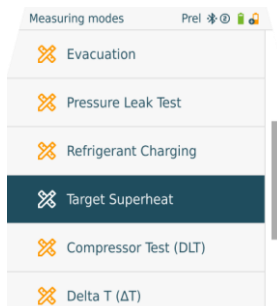 Measuring modes Prel
Evacuation
Pressure Leak Test
Refrigerant Charging
Target Superheat
Compressor Test (DLT)
Delta T (ΔT)